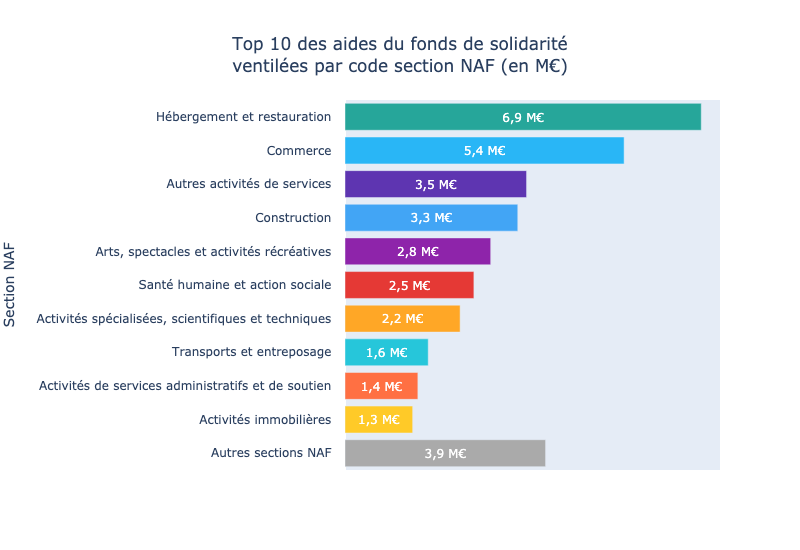 Top 10 des aides du fonds de solidarité
ventilées par code section NAF (en M€)
Section NAF
Hébergement et restauration
6,9 M€
Commerce
5,4 M€
Autres activités de services
3,5 M€
Construction
3,3 M€
Arts, spectacles et activités récréatives
2,8 M€
Santé humaine et action sociale
2,5 M€
Activités spécialisées, scientifiques et techniques
2,2 M€
Transports et entreposage
1,6 M€
Activités de services administratifs et de soutien
1,4 M€
Activités immobilières
1,3 M€
Autres sections NAF
3,9 M€